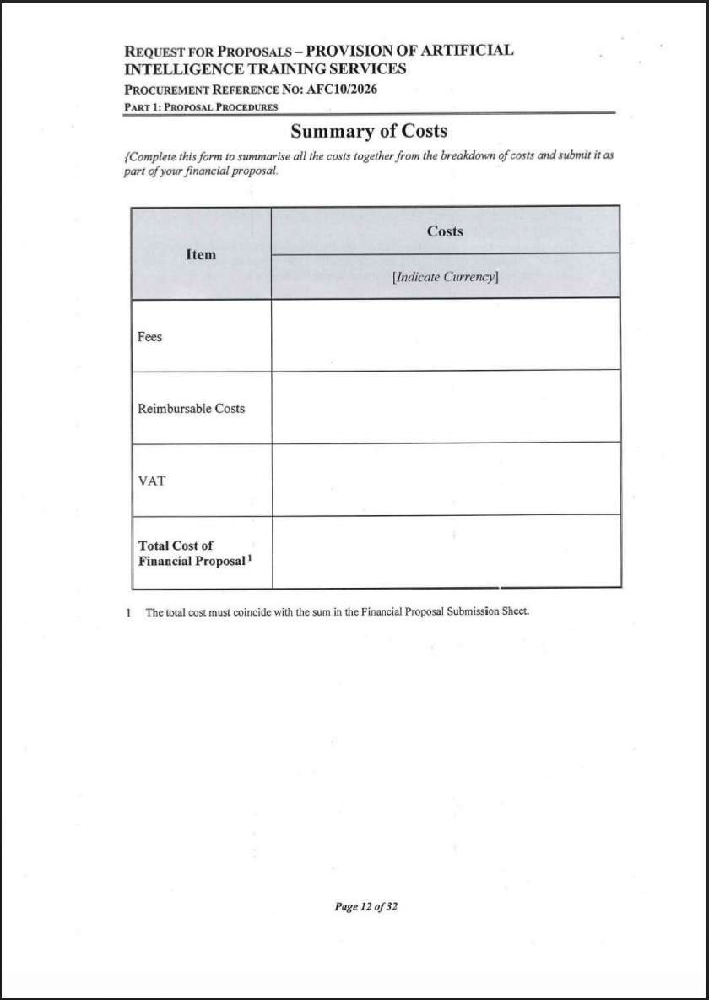 REQUEST FOR PROPOSALS – PROVISION OF ARTIFICIAL
INTELLIGENCE TRAINING SERVICES
PROCUREMENT REFERENCE NO: AFC10/2026
PART 1: PROPOSAL PROCEDURES
Summary of Costs
{Complete this form to summarise all the costs together from the breakdown of costs and submit it as
part of your financial proposal.
Item
Costs
[Indicate Currency]
Fees
Reimbursable Costs
VAT
Total Cost of
Financial Proposal 1
1 The total cost must coincide with the sum in the Financial Proposal Submission Sheet.
Page 12 of 32